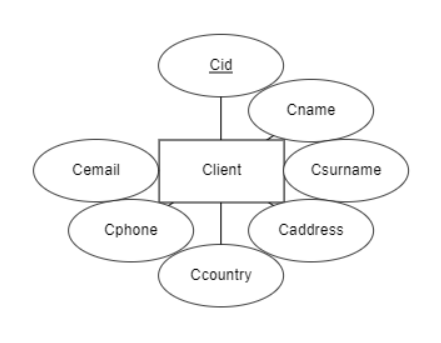 Cid
Cname
Cemail
Client
Csurname
Cphone
Caddress
Ccountry